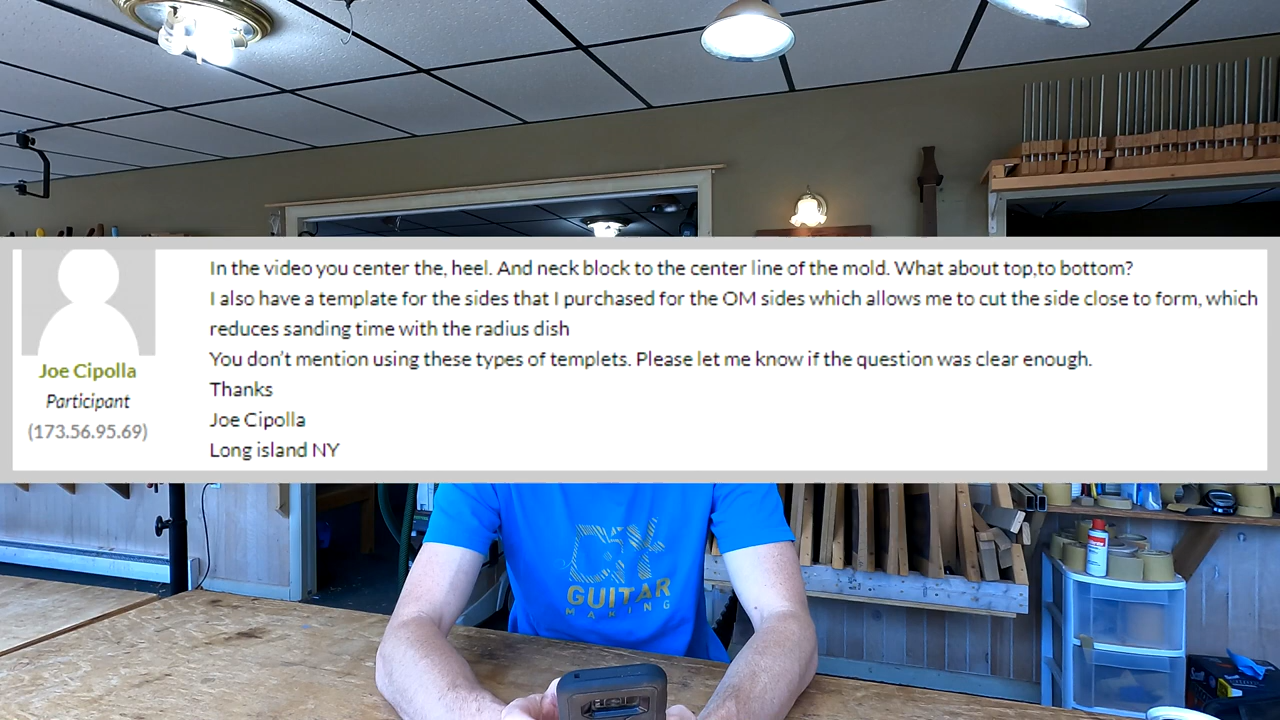 In the video you center the, heel. And neck block to the center line of the mold. What about top,to bottom?
I also have a template for the sides that I purchased for the OM sides which allows me to cut the side close to form, which
reduces sanding time with the radius dish
You don't mention using these types of templets. Please let me know if the question was clear enough.
Thanks
Joe Cipolla
Long island NY
Joe Cipolla
Participant
(173.56.95.69)
GUITAR
MAKING